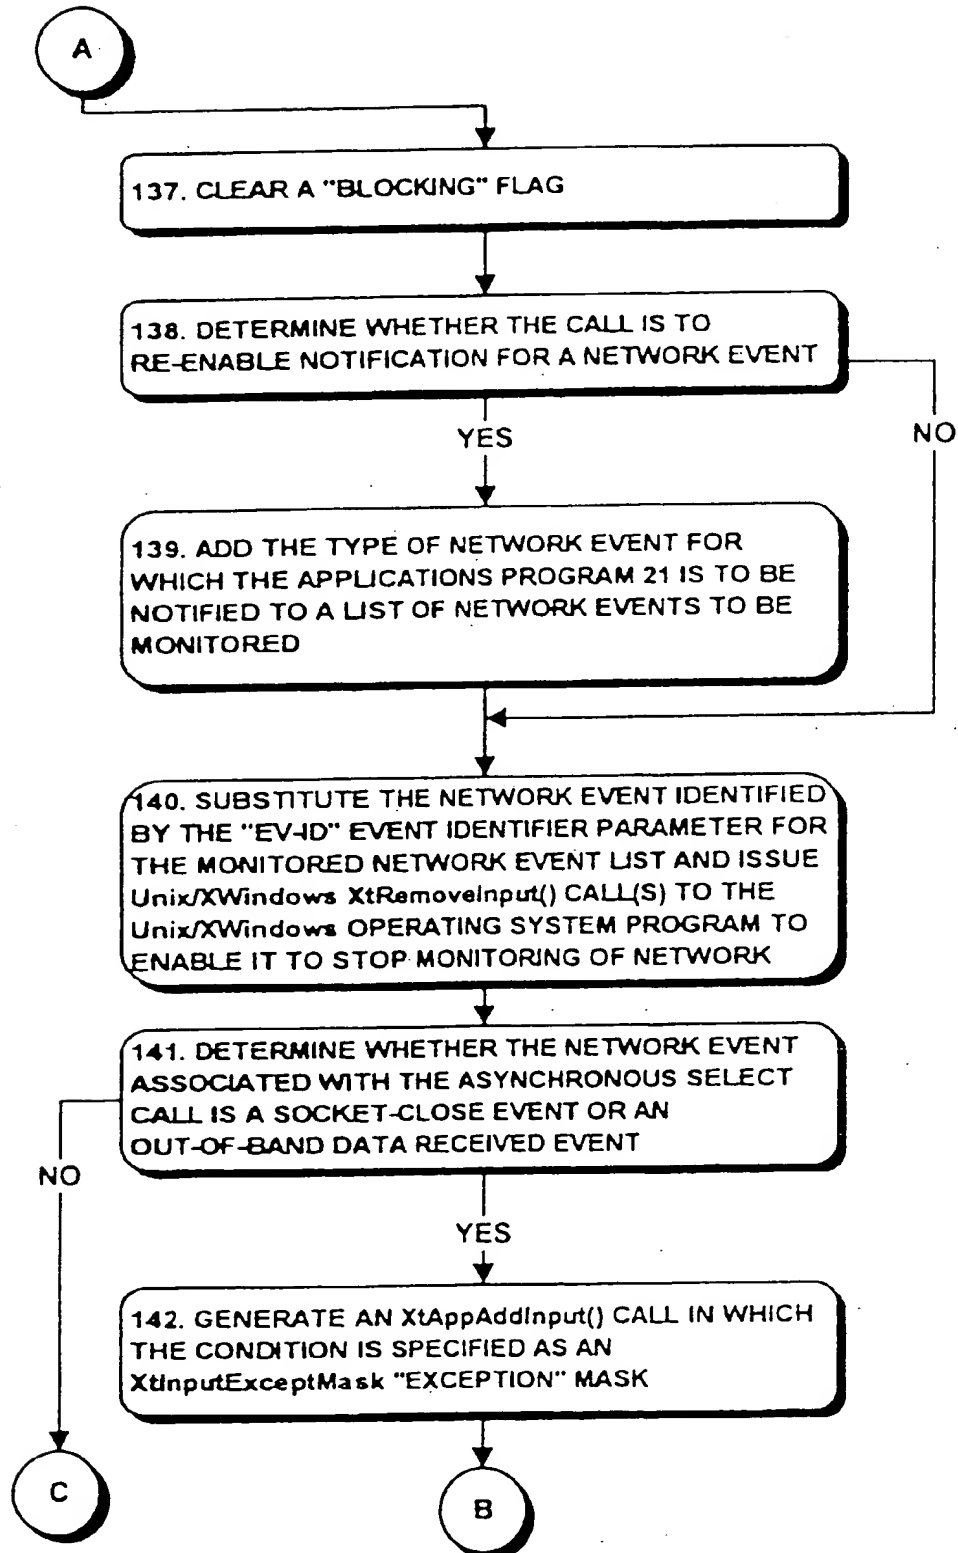 A
137. CLEAR A "BLOCKING" FLAG
138. DETERMINE WHETHER THE CALL IS TO
RE-ENABLE NOTIFICATION FOR A NETWORK EVENT
YES
NO
139. ADD THE TYPE OF NETWORK EVENT FOR
WHICH THE APPLICATIONS PROGRAM 21 IS TO BE
NOTIFIED TO A LIST OF NETWORK EVENTS TO BE
MONITORED
140. SUBSTITUTE THE NETWORK EVENT IDENTIFIED
BY THE "EV-ID" EVENT IDENTIFIER PARAMETER FOR
THE MONITORED NETWORK EVENT LIST AND ISSUE
Unix/XWindows XtRemoveInput() CALL(S) TO THE
Unix/XWindows OPERATING SYSTEM PROGRAM TO
ENABLE IT TO STOP MONITORING OF NETWORK
141. DETERMINE WHETHER THE NETWORK EVENT
ASSOCIATED WITH THE ASYNCHRONOUS SELECT
CALL IS A SOCKET-CLOSE EVENT OR AN
OUT-OF-BAND DATA RECEIVED EVENT
NO
YES
142. GENERATE AN XtAppAddInput() CALL IN WHICH
THE CONDITION IS SPECIFIED AS AN
XtInputExceptMask "EXCEPTION" MASK
C
B